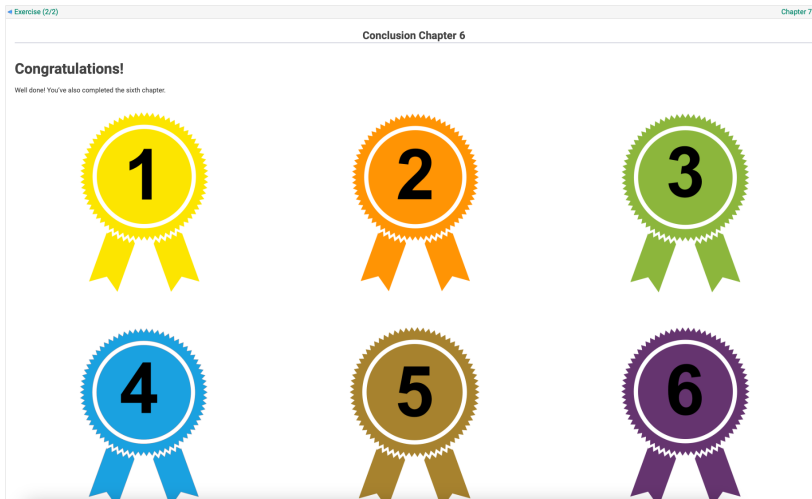 ◄ Exercise (2/2)
Chapter 7
Conclusion Chapter 6
Congratulations!
Well done! You've also completed the sixth chapter.
1
2
3
4
5
6